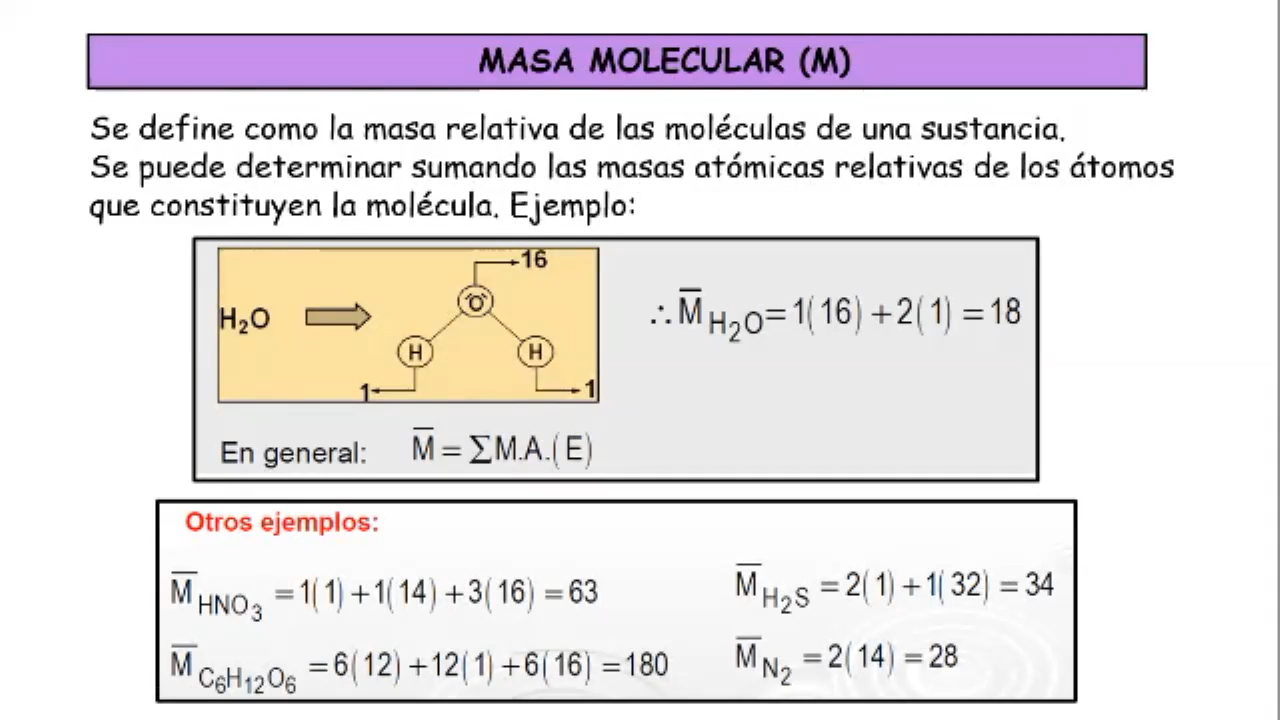 MASA MOLECULAR (M)
Se define como la masa relativa de las moléculas de una sustancia.
Se puede determinar sumando las masas atómicas relativas de los átomos
que constituyen la molécula. Ejemplo:
16
H₂O
O
H H
1 1
∴ M̅ H₂O = 1(16) + 2(1) = 18
En general: M̅ = ∑M.A.(E)
Otros ejemplos:
M̅ HNO₃ = 1(1) + 1(14) + 3(16) = 63
M̅ H₂S = 2(1) + 1(32) = 34
M̅ C₆H₁₂O₆ = 6(12) + 12(1) + 6(16) = 180
M̅ N₂ = 2(14) = 28